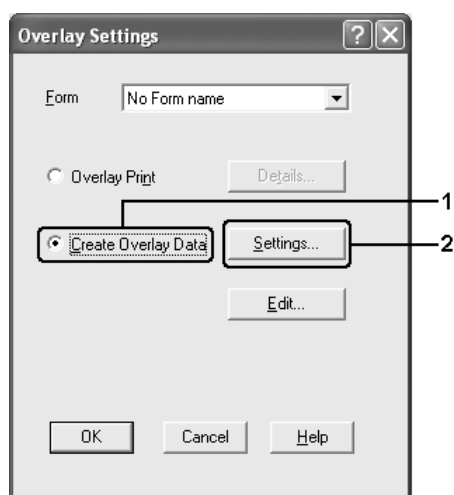 Overlay Settings
Form No Form name
Overlay Print Details...
1
Create Overlay Data Settings... 2
Edit...
OK Cancel Help